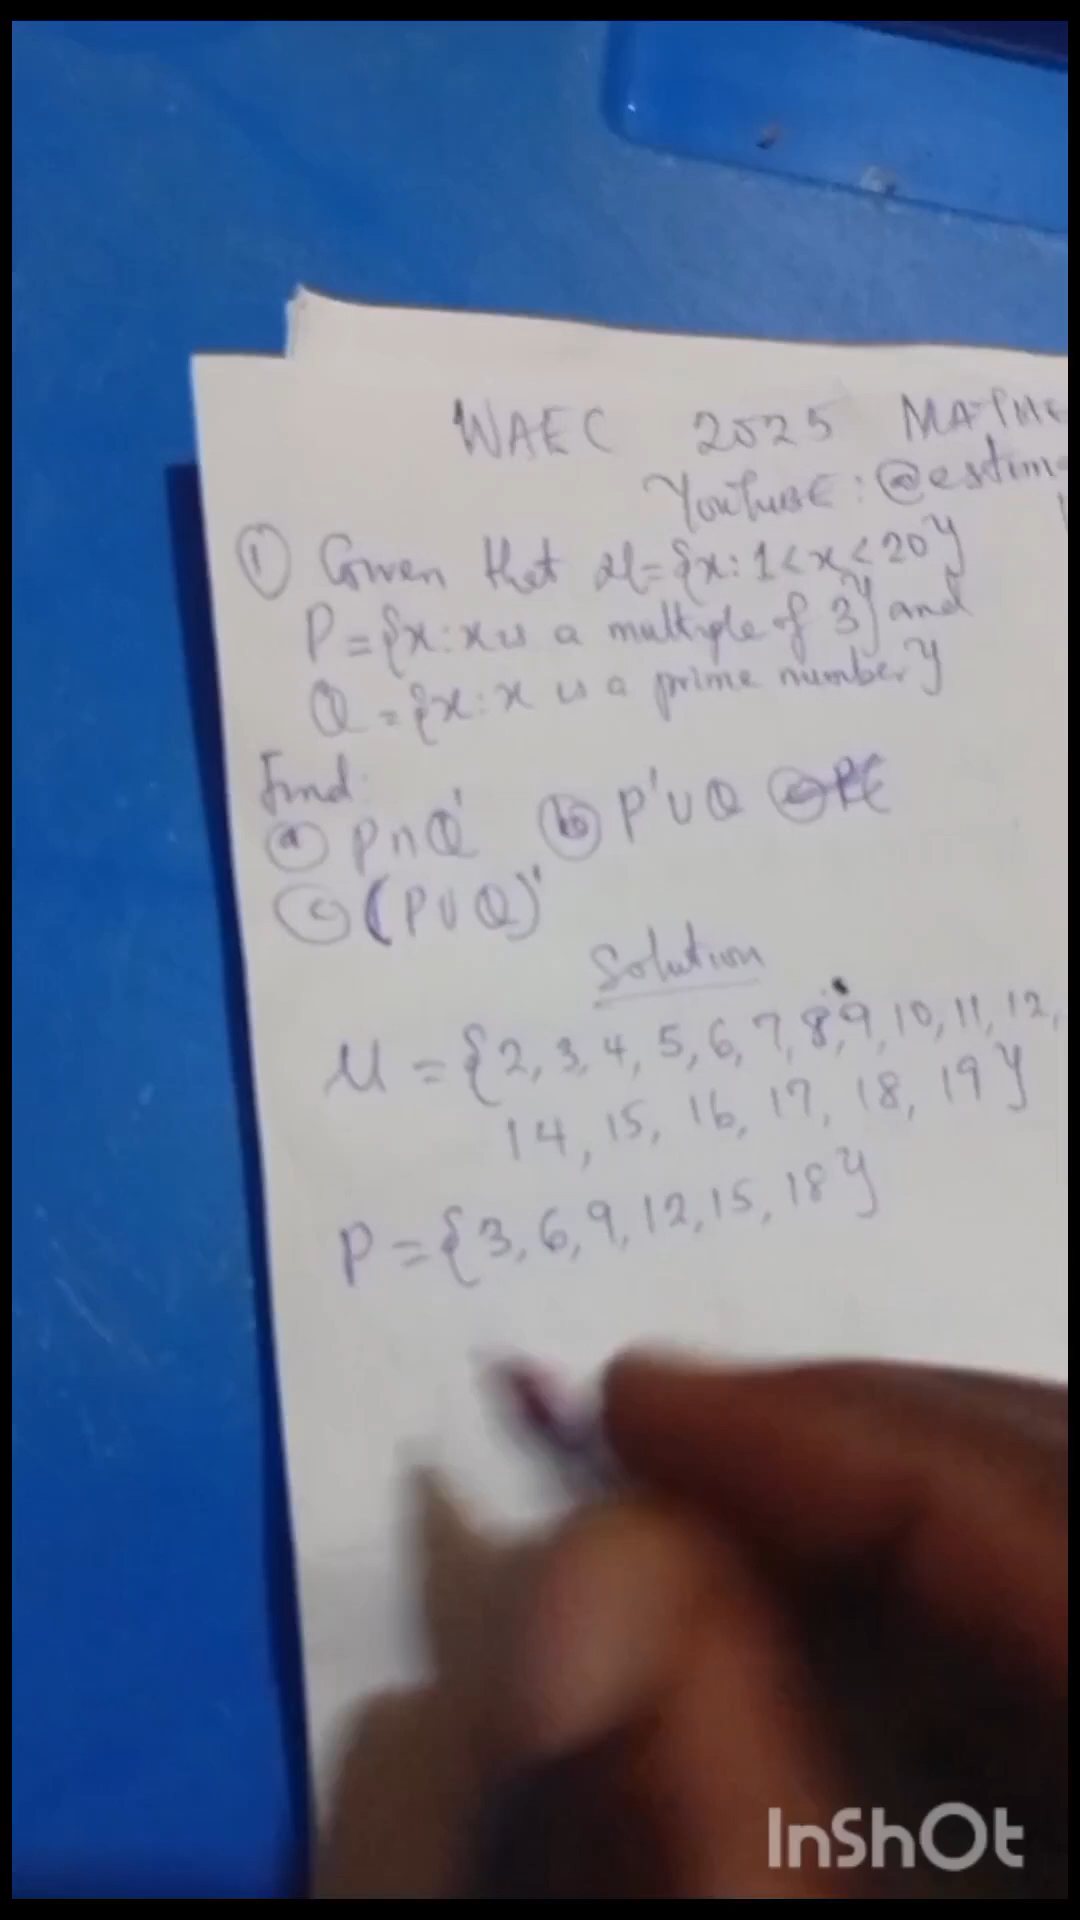 WAEC 2025 MATHE
YouTuBE: @estim
① Given that U={x: 1<x<20}
P={x: x is a multiple of 3} and
Q={x: x is a prime number}
Find:
ⓐ P∩Q' ⓑ P'∪Q
ⓒ (P∪Q)'
Solution
U = {2, 3, 4, 5, 6, 7, 8, 9, 10, 11, 12,
14, 15, 16, 17, 18, 19}
P = {3, 6, 9, 12, 15, 18}
InShOt